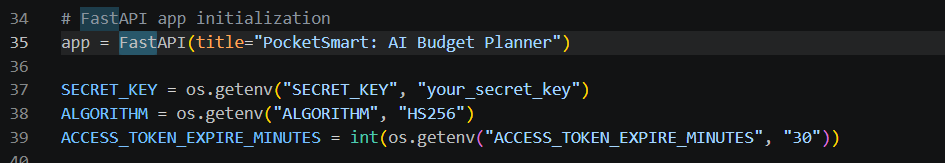 34 # FastAPI app initialization
35 app = FastAPI(title="PocketSmart: AI Budget Planner")
36
37 SECRET_KEY = os.getenv("SECRET_KEY", "your_secret_key")
38 ALGORITHM = os.getenv("ALGORITHM", "HS256")
39 ACCESS_TOKEN_EXPIRE_MINUTES = int(os.getenv("ACCESS_TOKEN_EXPIRE_MINUTES", "30"))
40